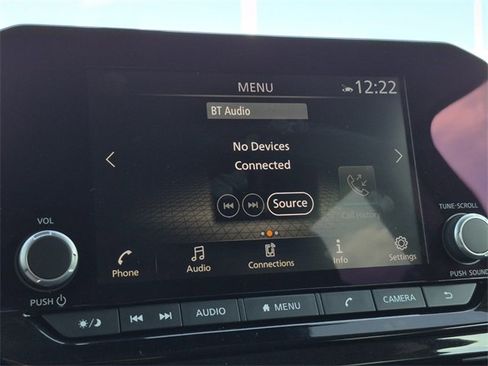 MENU
12:22
BT Audio
No Devices
Connected
Source
Call History
Phone
Audio
Connections
Info
Settings
VOL
PUSH
TUNE·SCROLL
PUSH SOUND
AUDIO
MENU
CAMERA